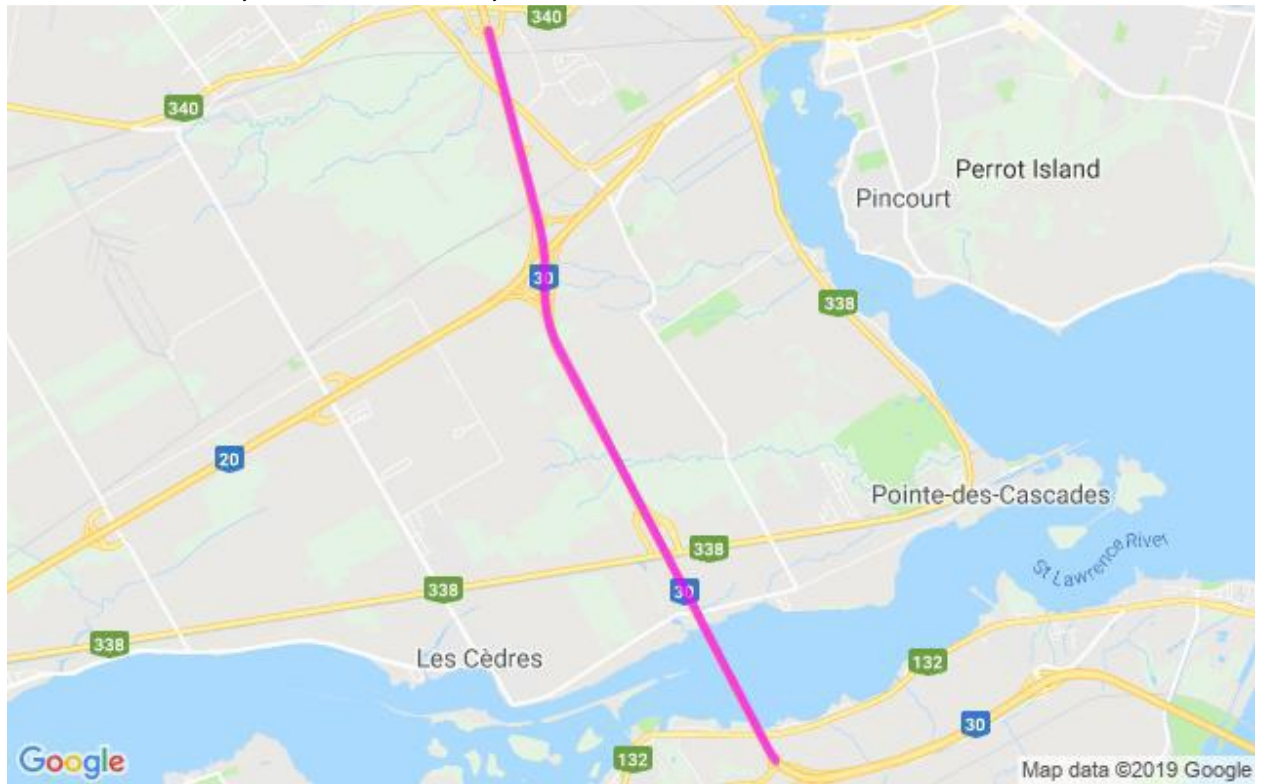 340
340
Perrot Island
Pincourt
30
338
20
Pointe-des-Cascades
338
St Lawrence River
338
30
338
Les Cèdres
132
30
132
Google
Map data ©2019 Google